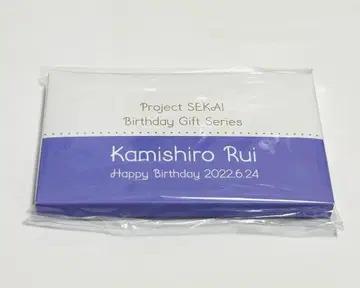 Project SEKAI
Birthday Gift Series
Kamishiro Rui
Happy Birthday 2022.6.24